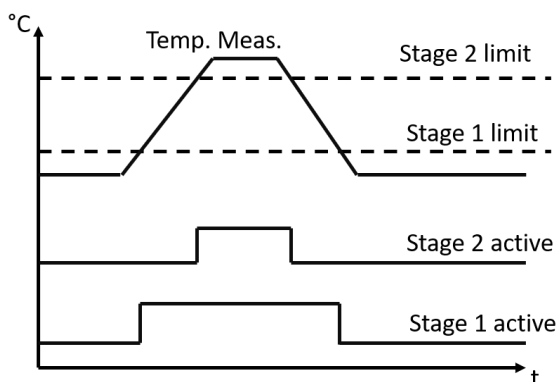 °C
Temp. Meas.
Stage 2 limit
Stage 1 limit
Stage 2 active
Stage 1 active
t